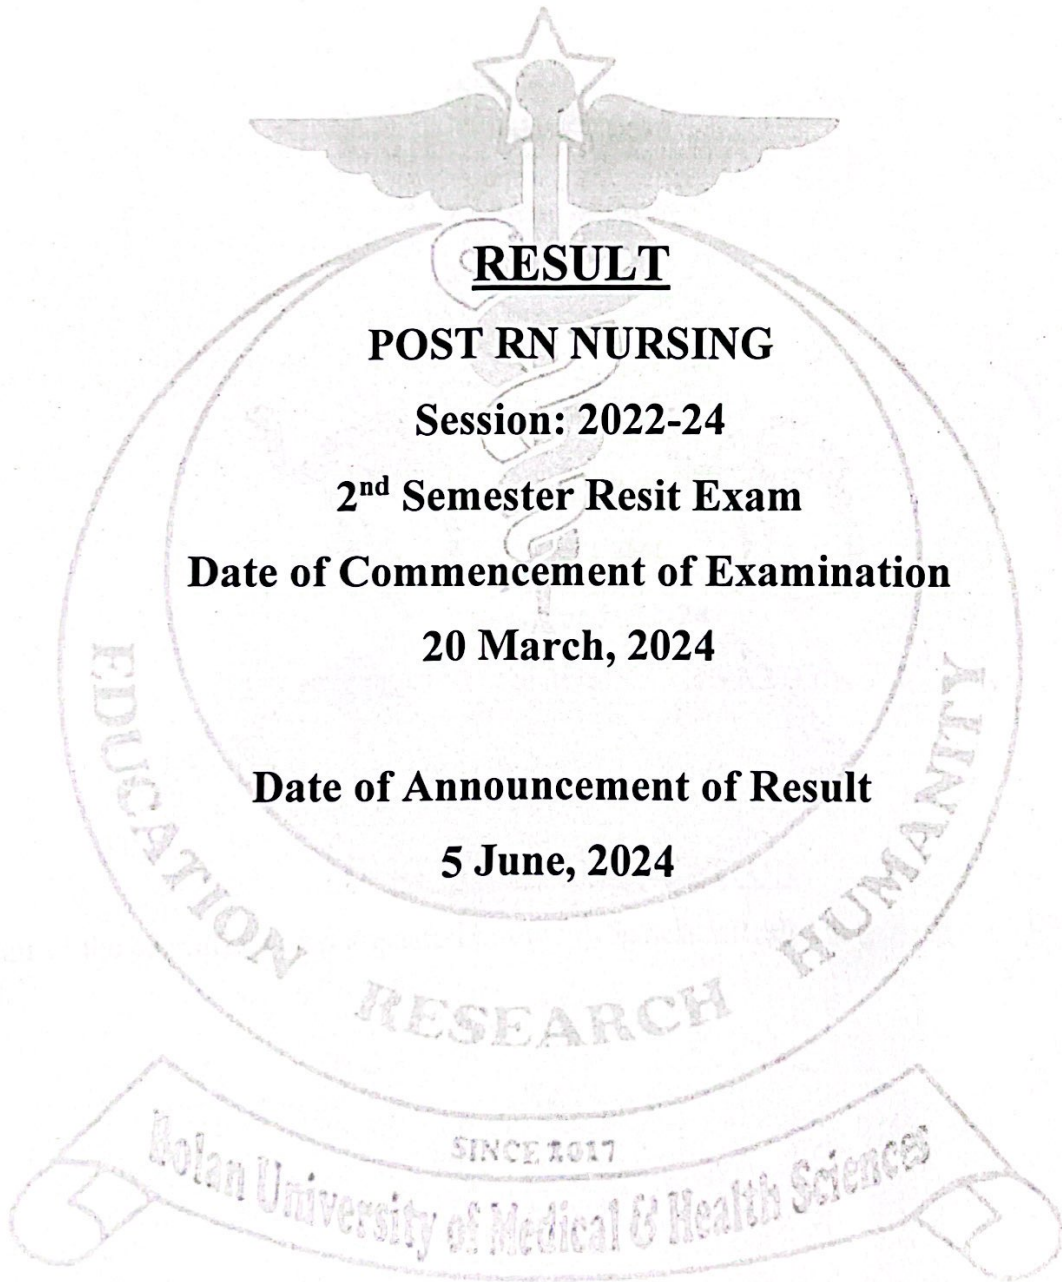 RESULT
POST RN NURSING
Session: 2022-24
2nd Semester Resit Exam
Date of Commencement of Examination
20 March, 2024
Date of Announcement of Result
5 June, 2024
EDUCATION RESEARCH HUMANITY
SINCE 2017
Bolan University of Medical & Health Sciences